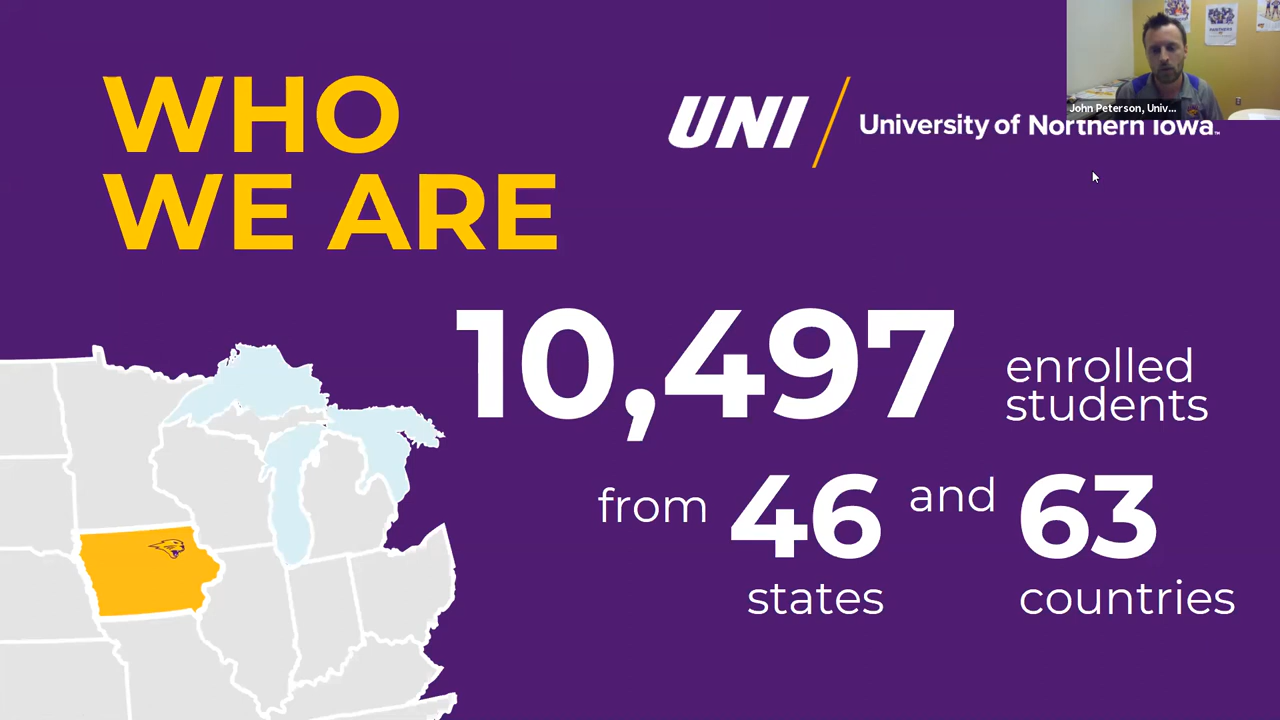 WHO
WE ARE
UNI
University of Northern Iowa
John Peterson, Univ...
10,497
enrolled
students
from 46 and 63
states
countries